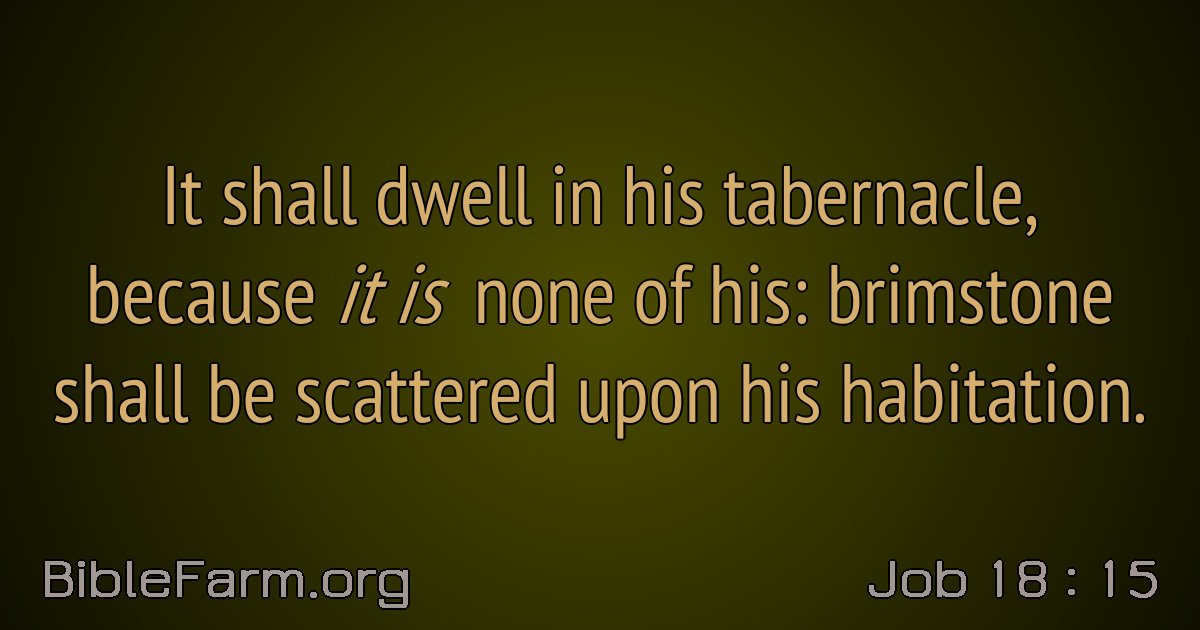 It shall dwell in his tabernacle,
because it is none of his: brimstone
shall be scattered upon his habitation.
BibleFarm.org
Job 18 : 15